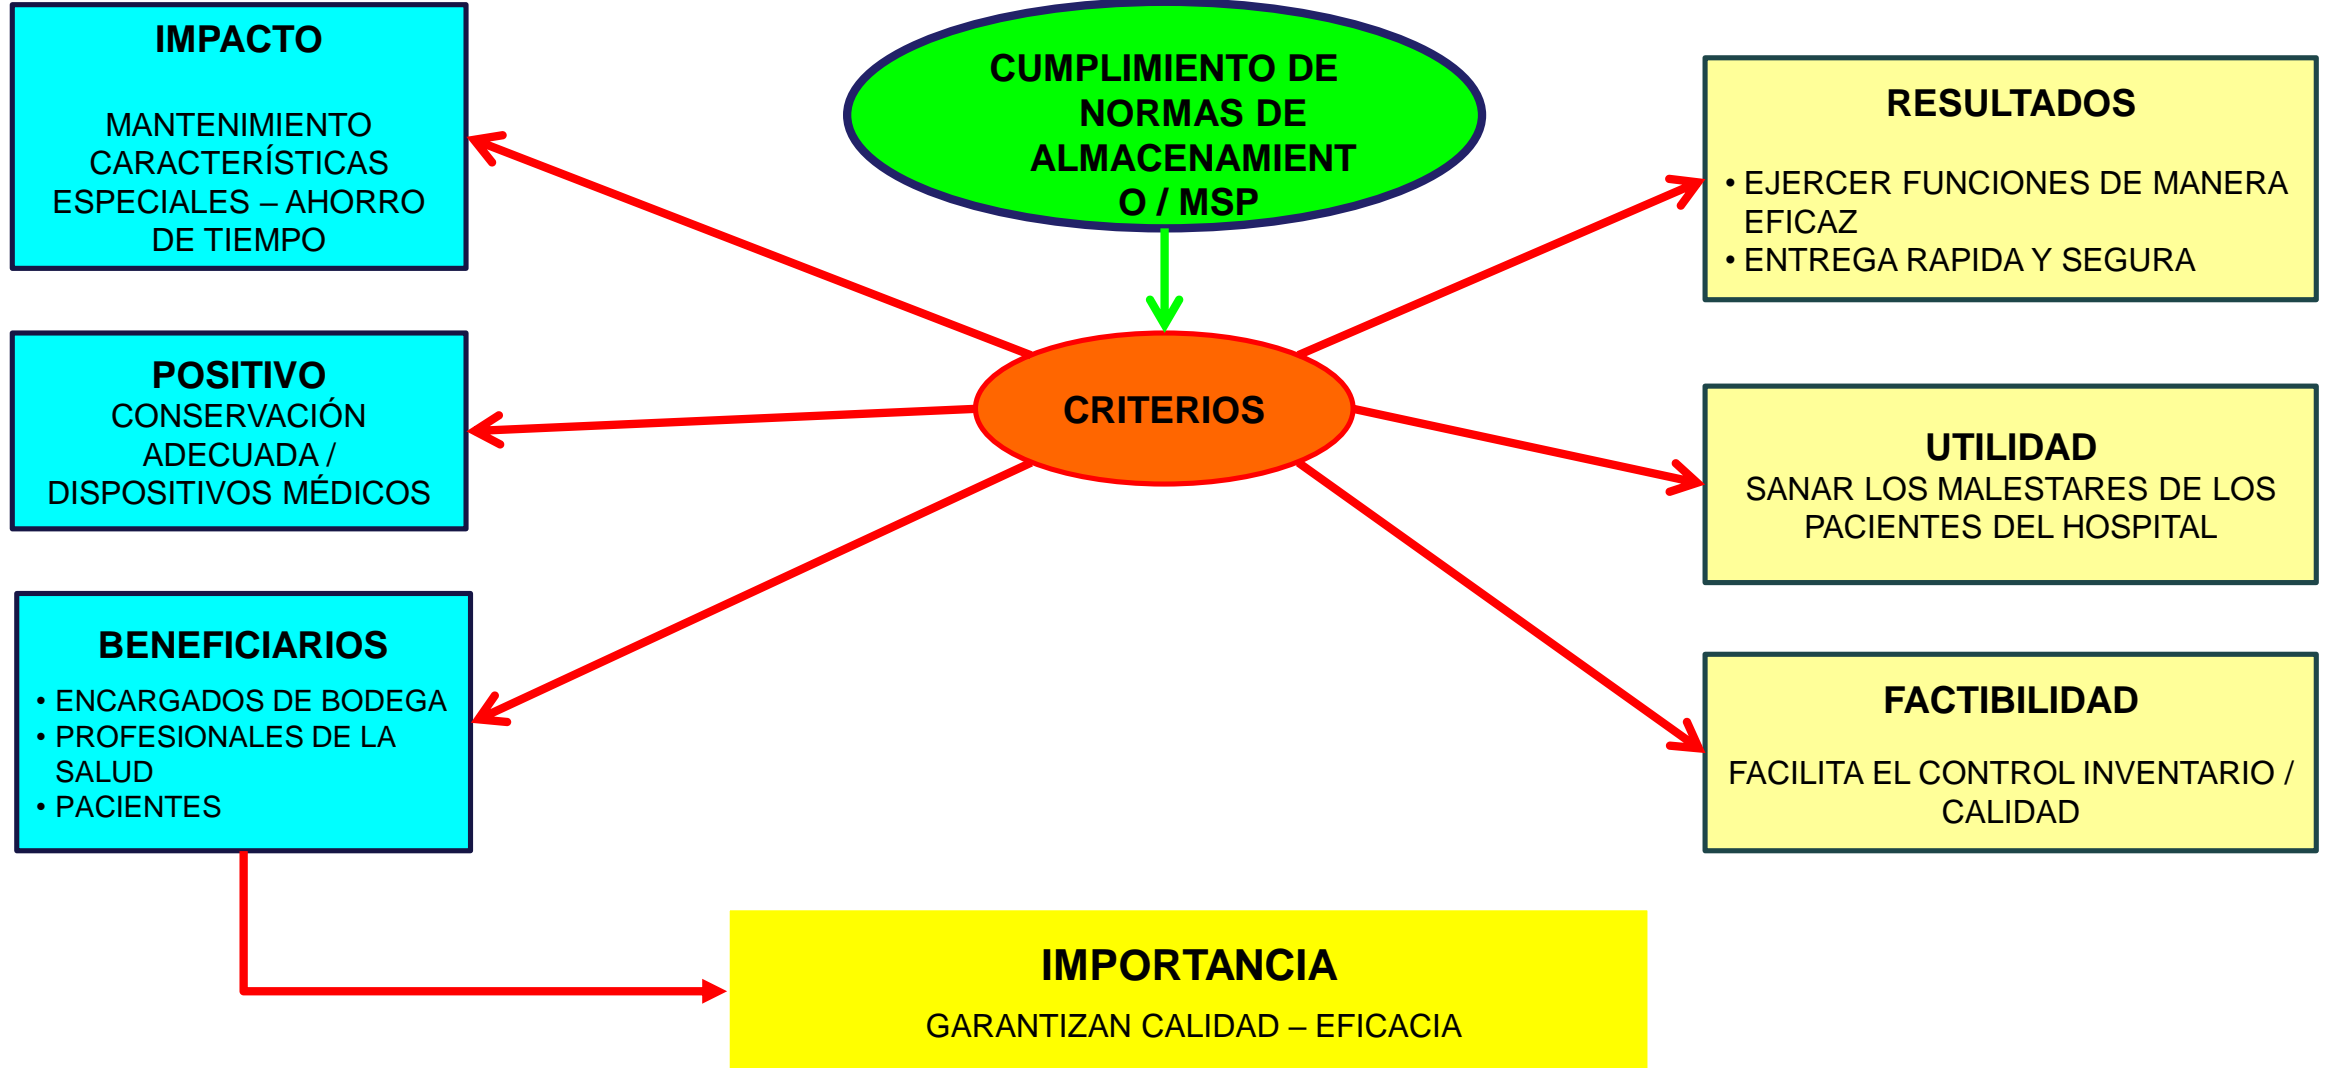 IMPACTO
MANTENIMIENTO
CARACTERÍSTICAS
ESPECIALES – AHORRO
DE TIEMPO
CUMPLIMIENTO DE
NORMAS DE
ALMACENAMIENT
O / MSP
RESULTADOS
• EJERCER FUNCIONES DE MANERA
EFICAZ
• ENTREGA RAPIDA Y SEGURA
POSITIVO
CONSERVACIÓN
ADECUADA /
DISPOSITIVOS MÉDICOS
CRITERIOS
UTILIDAD
SANAR LOS MALESTARES DE LOS
PACIENTES DEL HOSPITAL
BENEFICIARIOS
• ENCARGADOS DE BODEGA
• PROFESIONALES DE LA
SALUD
• PACIENTES
FACTIBILIDAD
FACILITA EL CONTROL INVENTARIO /
CALIDAD
IMPORTANCIA
GARANTIZAN CALIDAD – EFICACIA